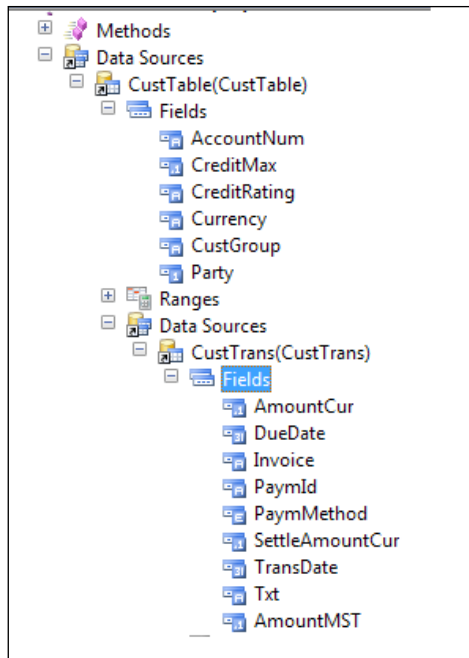 Methods
Data Sources
CustTable(CustTable)
Fields
AccountNum
CreditMax
CreditRating
Currency
CustGroup
Party
Ranges
Data Sources
CustTrans(CustTrans)
Fields
AmountCur
DueDate
Invoice
PaymId
PaymMethod
SettleAmountCur
TransDate
Txt
AmountMST